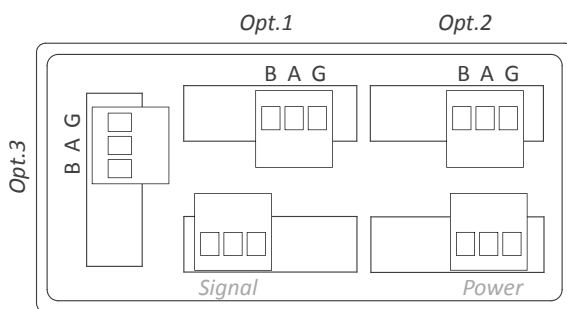 Opt.1
Opt.2
B A G
B A G
Opt.3
B A G
Signal
Power